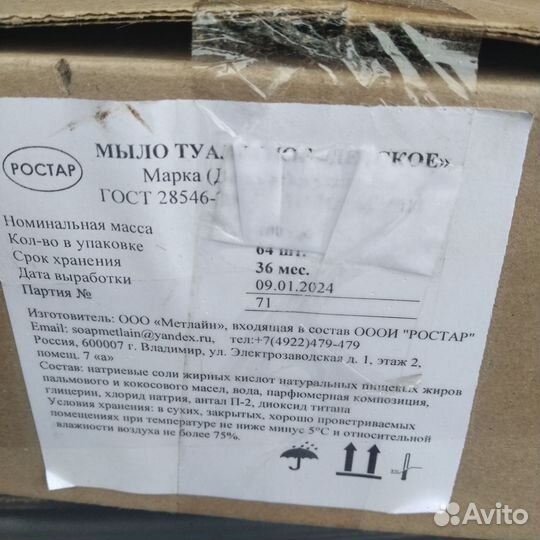 РОСТАР
МЫЛО ТУАЛ СКОЕ»
Марка (Д
ГОСТ 28546-
Номинальная масса
Кол-во в упаковке 64 шт.
Срок хранения 36 мес.
Дата выработки 09.01.2024
Партия № 71
Изготовитель: ООО «Метлайн», входящая в состав ОООИ "РОСТАР"
Email: soapmetlain@yandex.ru, тел:+7(4922)479-479
Россия, 600007 г. Владимир, ул. Электрозаводская д. 1, этаж 2,
помещ. 7 «а»
Состав: натриевые соли жирных кислот натуральных пищевых жиров
пальмового и кокосового масел, вода, парфюмерная композиция,
глицерин, хлорид натрия, антал П-2, диоксид титана
Условия хранения: в сухих, закрытых, хорошо проветриваемых
помещениях при температуре не ниже минус 5°С и относительной
влажности воздуха не более 75%.
Avito